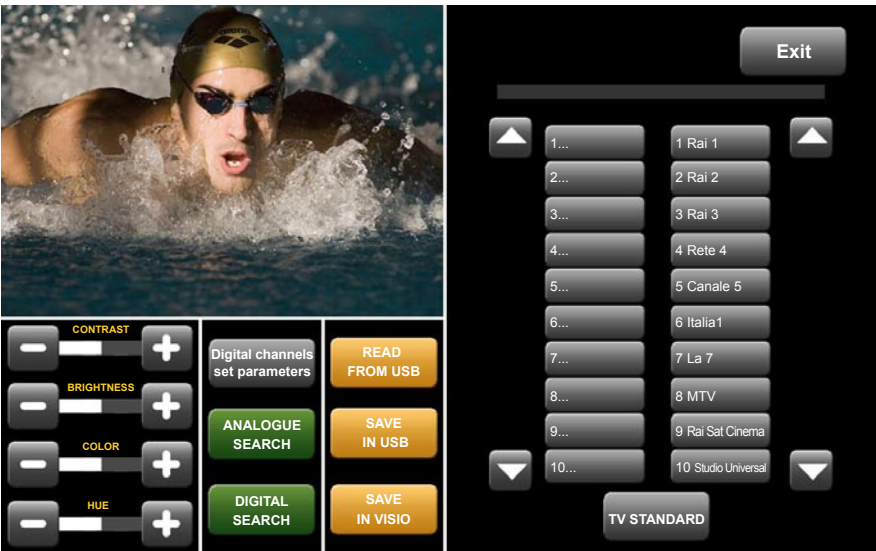 ARENA
Exit
1...
1 Rai 1
2...
2 Rai 2
3...
3 Rai 3
4...
4 Rete 4
5...
5 Canale 5
6...
6 Italia1
7...
7 La 7
8...
8 MTV
9...
9 Rai Sat Cinema
10...
10 Studio Universal
TV STANDARD
CONTRAST
BRIGHTNESS
COLOR
HUE
Digital channels
set parameters
ANALOGUE
SEARCH
DIGITAL
SEARCH
READ
FROM USB
SAVE
IN USB
SAVE
IN VISIO